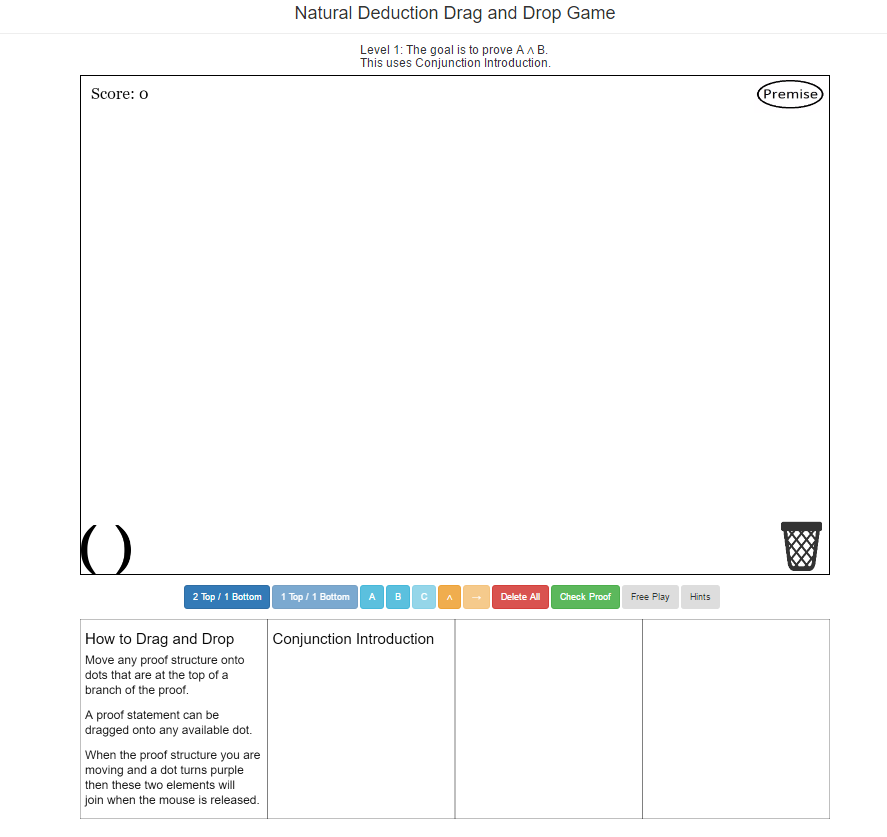 Natural Deduction Drag and Drop Game
Level 1: The goal is to prove A ∧ B.
This uses Conjunction Introduction.
Score: 0
Premise
( )
2 Top / 1 Bottom
1 Top / 1 Bottom
A
B
C
∧
→
Delete All
Check Proof
Free Play
Hints
How to Drag and Drop
Move any proof structure onto
dots that are at the top of a
branch of the proof.
A proof statement can be
dragged onto any available dot.
When the proof structure you are
moving and a dot turns purple
then these two elements will
join when the mouse is released.
Conjunction Introduction